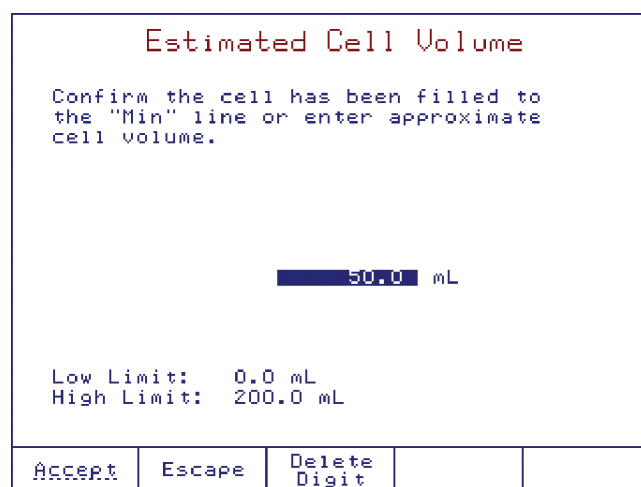 Estimated Cell Volume
Confirm the cell has been filled to
the "Min" line or enter approximate
cell volume.
50.0 mL
Low Limit: 0.0 mL
High Limit: 200.0 mL
Accept
Escape
Delete
Digit